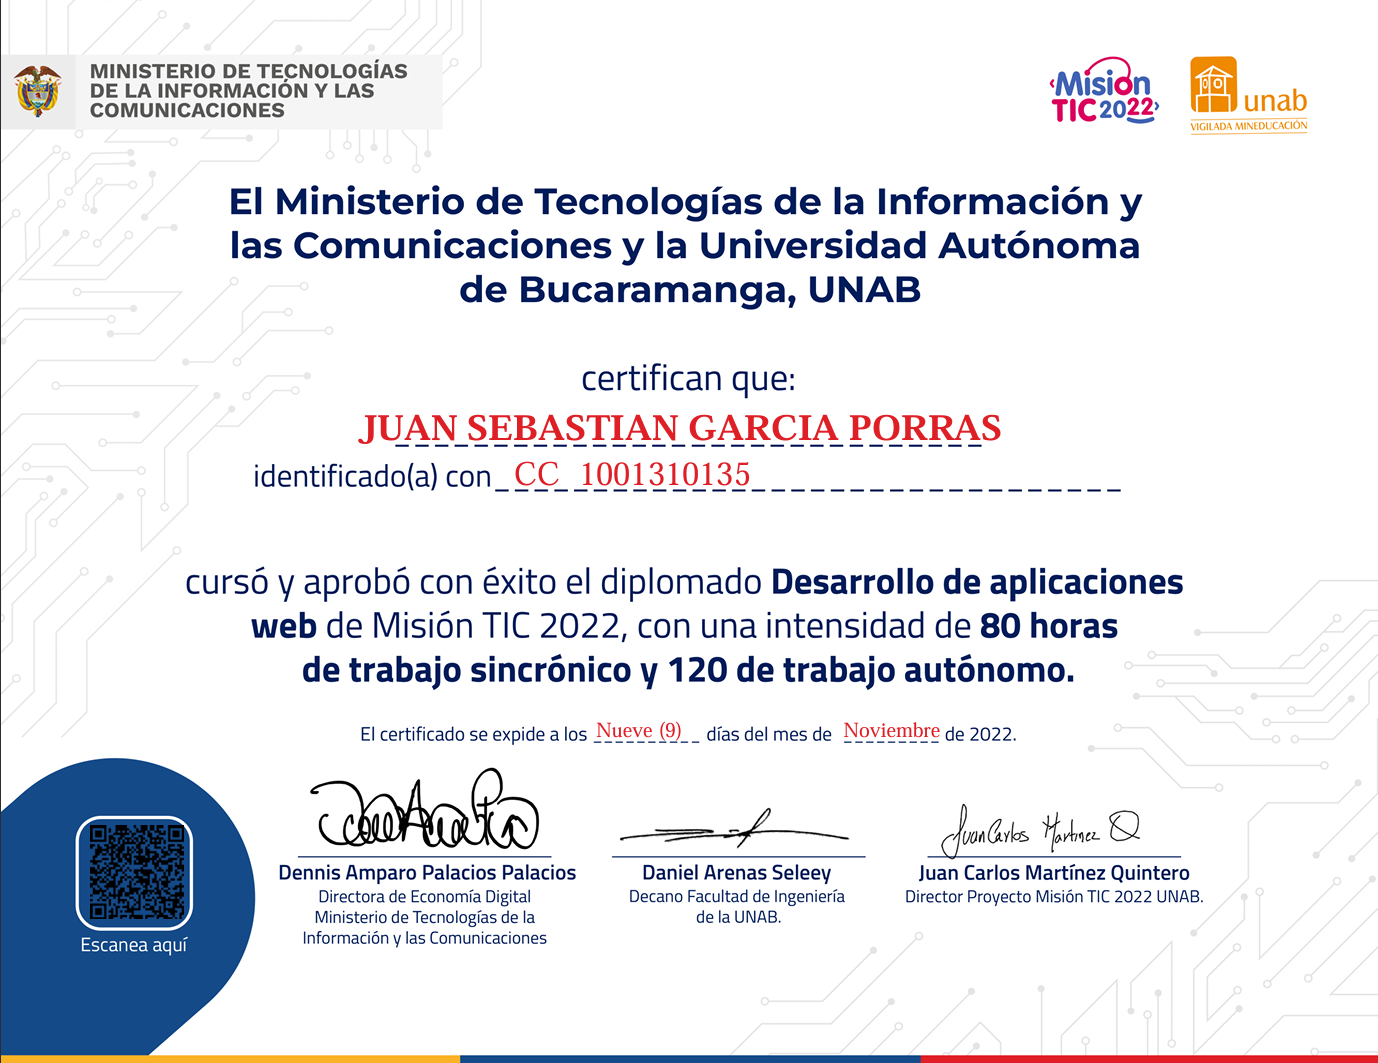 MINISTERIO DE TECNOLOGÍAS
DE LA INFORMACIÓN Y LAS
COMUNICACIONES
Misión
TIC 2022
unab
VIGILADA MINEDUCACIÓN
El Ministerio de Tecnologías de la Información y
las Comunicaciones y la Universidad Autónoma
de Bucaramanga, UNAB
certifican que:
JUAN SEBASTIAN GARCIA PORRAS
identificado(a) con CC 1001310135
cursó y aprobó con éxito el diplomado Desarrollo de aplicaciones
web de Misión TIC 2022, con una intensidad de 80 horas
de trabajo sincrónico y 120 de trabajo autónomo.
El certificado se expide a los Nueve (9) días del mes de Noviembre de 2022.
Juan Carlos Martinez Q
Dennis Amparo Palacios Palacios
Directora de Economía Digital
Ministerio de Tecnologías de la
Información y las Comunicaciones
Daniel Arenas Seleey
Decano Facultad de Ingeniería
de la UNAB.
Juan Carlos Martínez Quintero
Director Proyecto Misión TIC 2022 UNAB.
Escanea aquí